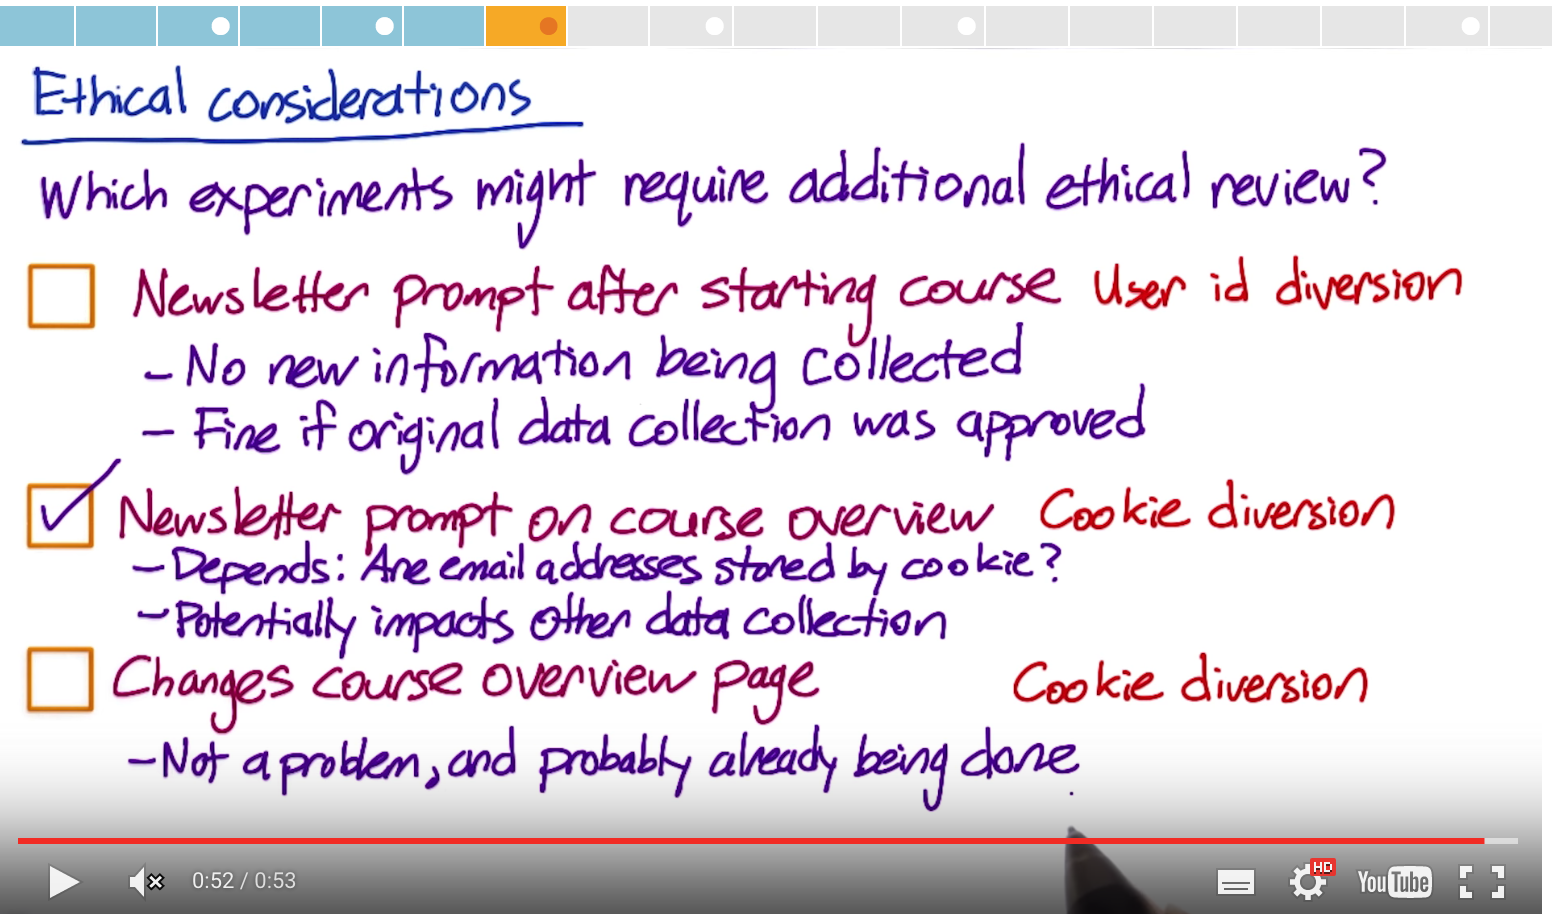 Ethical considerations
Which experiments might require additional ethical review?
Newsletter prompt after starting course User id diversion
- No new information being collected
- Fine if original data collection was approved
Newsletter prompt on course overview Cookie diversion
- Depends: Are email addresses stored by cookie?
- Potentially impacts other data collection
Changes course overview page Cookie diversion
- Not a problem, and probably already being done.
0:52 / 0:53 HD YouTube